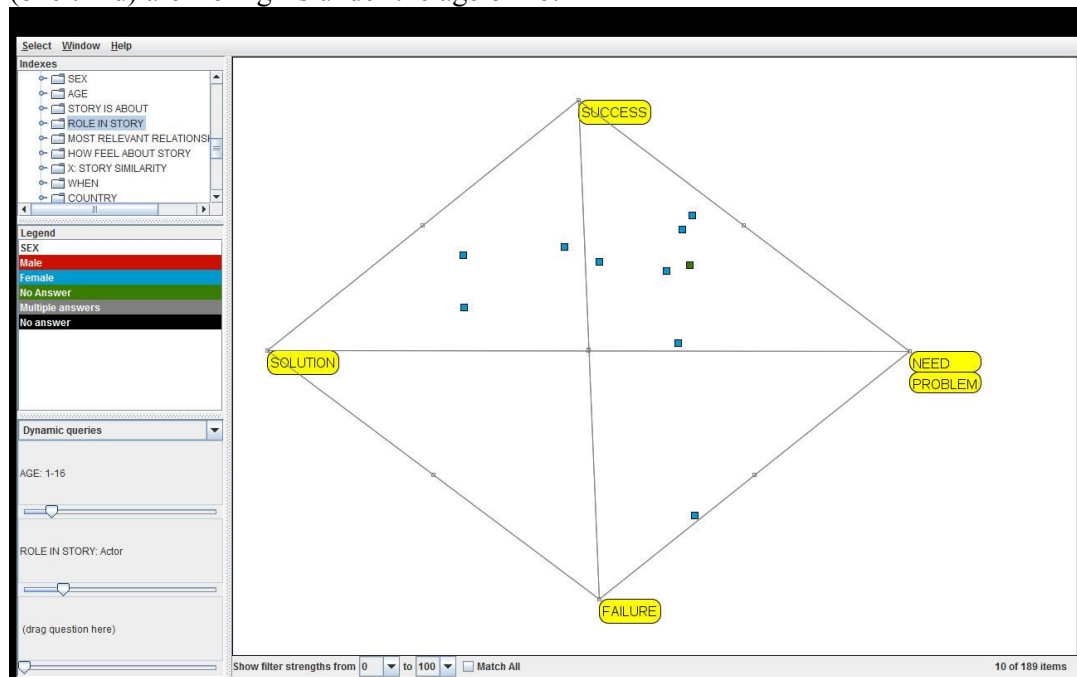 Select Window Help
Indexes
SEX
AGE
STORY IS ABOUT
ROLE IN STORY
MOST RELEVANT RELATIONS
HOW FEEL ABOUT STORY
X: STORY SIMILARITY
WHEN
COUNTRY
Legend
SEX
Male
Female
No Answer
Multiple answers
No answer
Dynamic queries
AGE: 1-16
ROLE IN STORY: Actor
(drag question here)
SUCCESS
SOLUTION
NEED
PROBLEM
FAILURE
Show filter strengths from 0 to 100 Match All
10 of 189 items